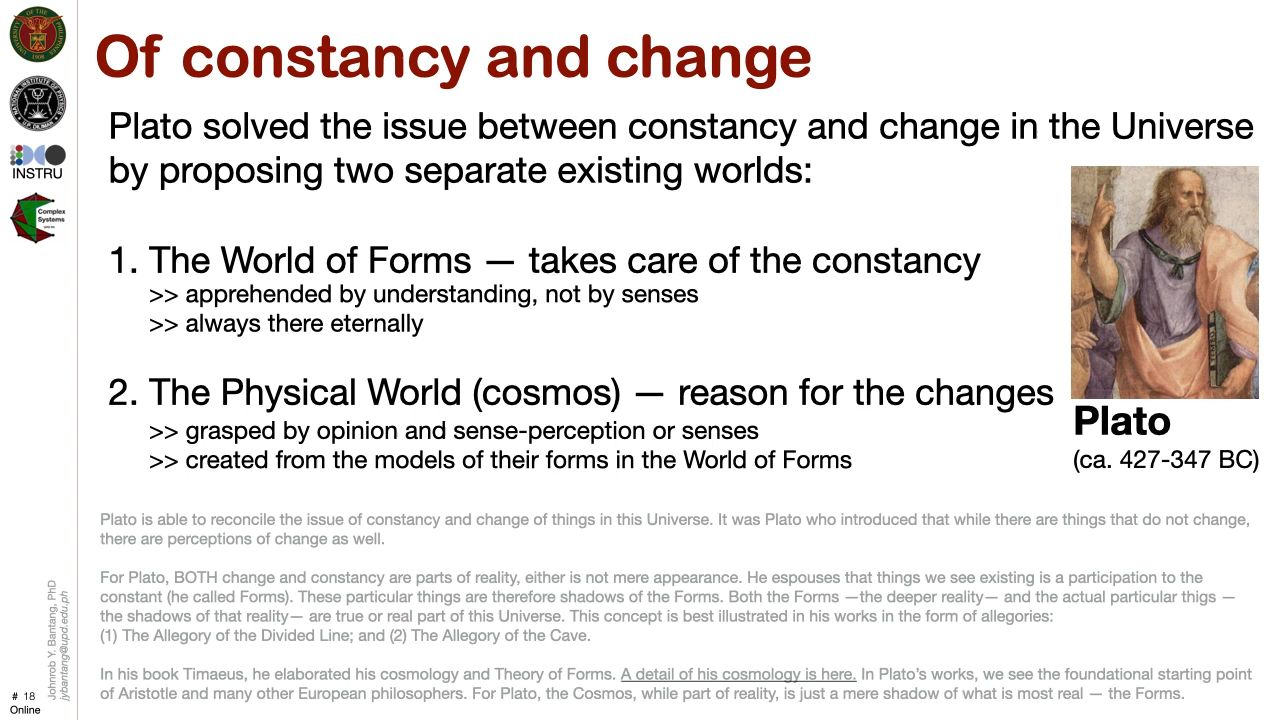 Of constancy and change
Plato solved the issue between constancy and change in the Universe
by proposing two separate existing worlds:
1. The World of Forms — takes care of the constancy
>> apprehended by understanding, not by senses
>> always there eternally
2. The Physical World (cosmos) — reason for the changes
>> grasped by opinion and sense-perception or senses
>> created from the models of their forms in the World of Forms
Plato
(ca. 427-347 BC)
Plato is able to reconcile the issue of constancy and change of things in this Universe. It was Plato who introduced that while there are things that do not change,
there are perceptions of change as well.
For Plato, BOTH change and constancy are parts of reality, either is not mere appearance. He espouses that things we see existing is a participation to the
constant (he called Forms). These particular things are therefore shadows of the Forms. Both the Forms —the deeper reality— and the actual particular thigs —
the shadows of that reality— are true or real part of this Universe. This concept is best illustrated in his works in the form of allegories:
(1) The Allegory of the Divided Line; and (2) The Allegory of the Cave.
In his book Timaeus, he elaborated his cosmology and Theory of Forms. A detail of his cosmology is here. In Plato's works, we see the foundational starting point
of Aristotle and many other European philosophers. For Plato, the Cosmos, while part of reality, is just a mere shadow of what is most real — the Forms.
UNIVERSITY OF THE PHILIPPINES
1908
NATIONAL INSTITUTE OF PHYSICS
U.P. DILIMAN
INSTRU
Complex
Systems
Johnrob Y. Bantang, PhD
jybantang@upd.edu.ph
# 18
Online